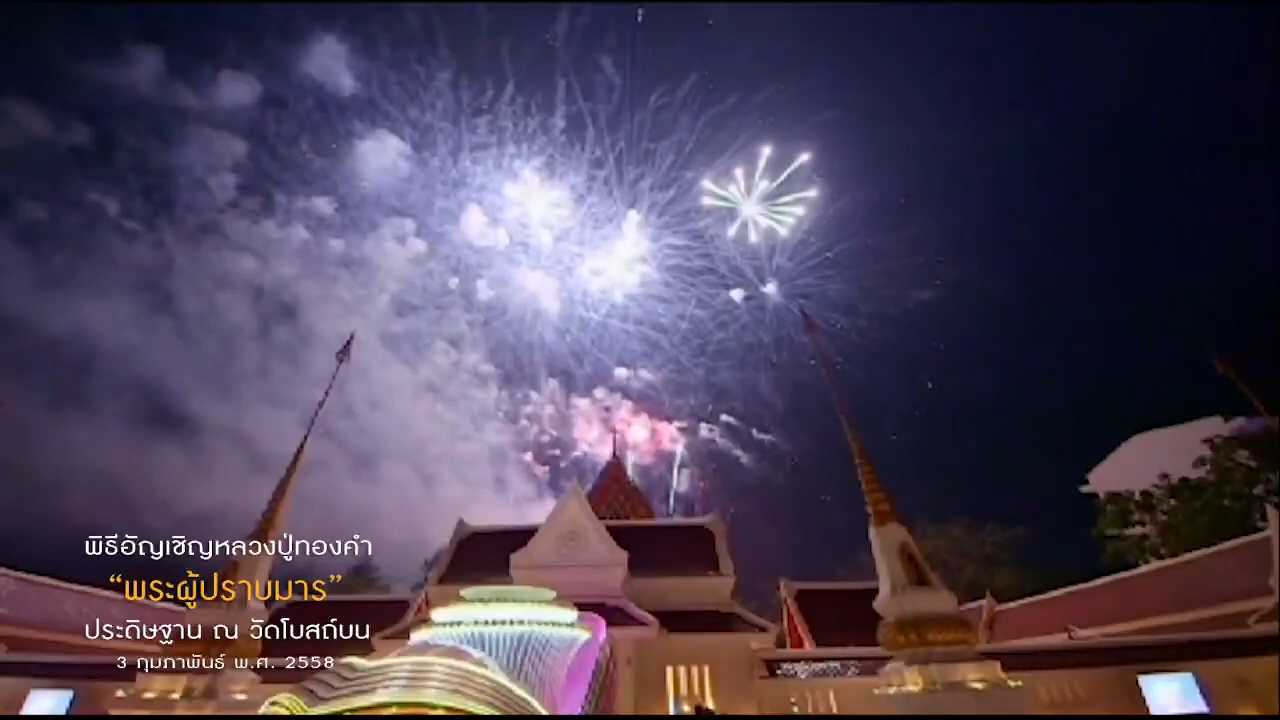 พิธีอัญเชิญหลวงปู่ทองคำ
“พระผู้ปราบมาร”
ประดิษฐาน ณ วัดโบสถ์บน
3 กุมภาพันธ์ พ.ศ. 2558